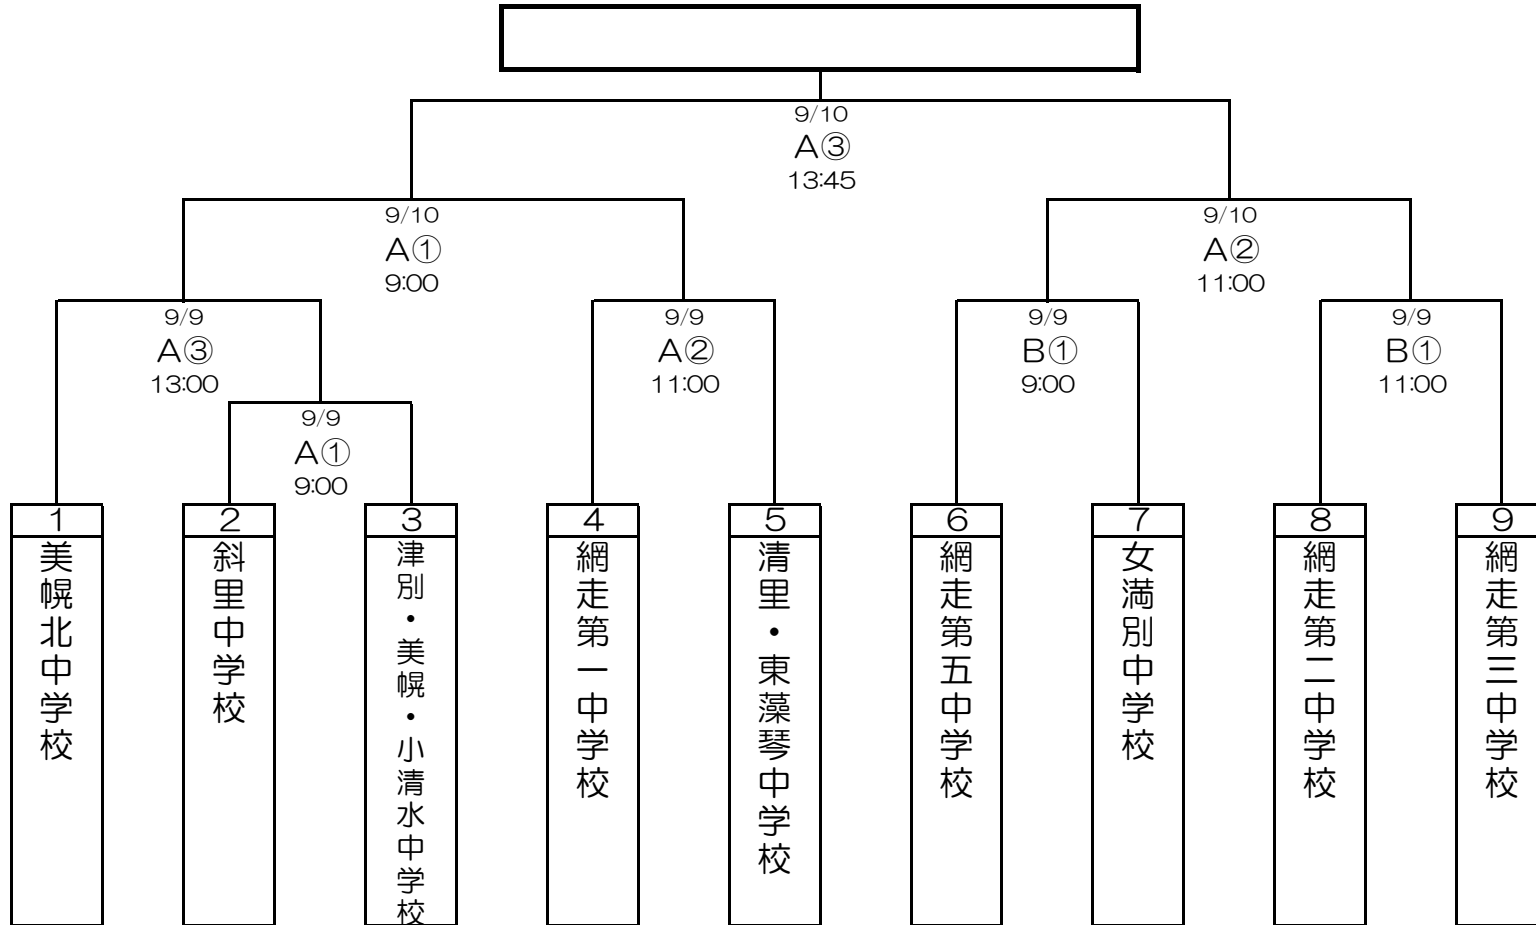 9/10
A③
13:45
9/10
A①
9:00
9/10
A②
11:00
9/9
A③
13:00
9/9
A②
11:00
9/9
B①
9:00
9/9
B①
11:00
9/9
A①
9:00
1
美幌北中学校
2
斜里中学校
3
津別・美幌・小清水中学校
4
網走第一中学校
5
清里・東藻琴中学校
6
網走第五中学校
7
女満別中学校
8
網走第二中学校
9
網走第三中学校